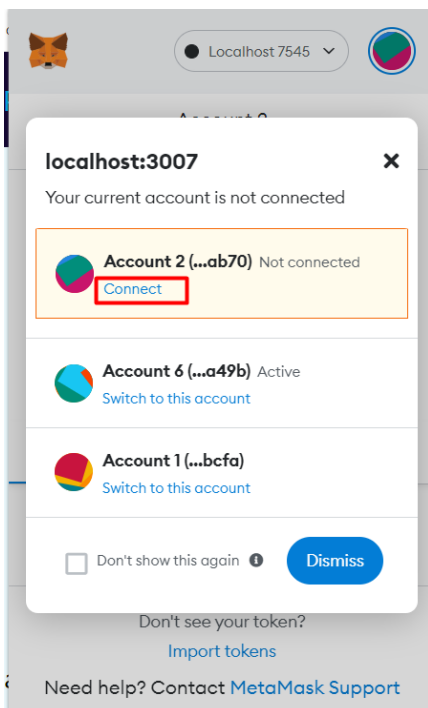 Localhost 7545
localhost:3007
Your current account is not connected
Account 2 (...ab70) Not connected
Connect
Account 6 (...a49b) Active
Switch to this account
Account 1 (...bcfa)
Switch to this account
Don't show this again
Dismiss
Don't see your token?
Import tokens
Need help? Contact MetaMask Support